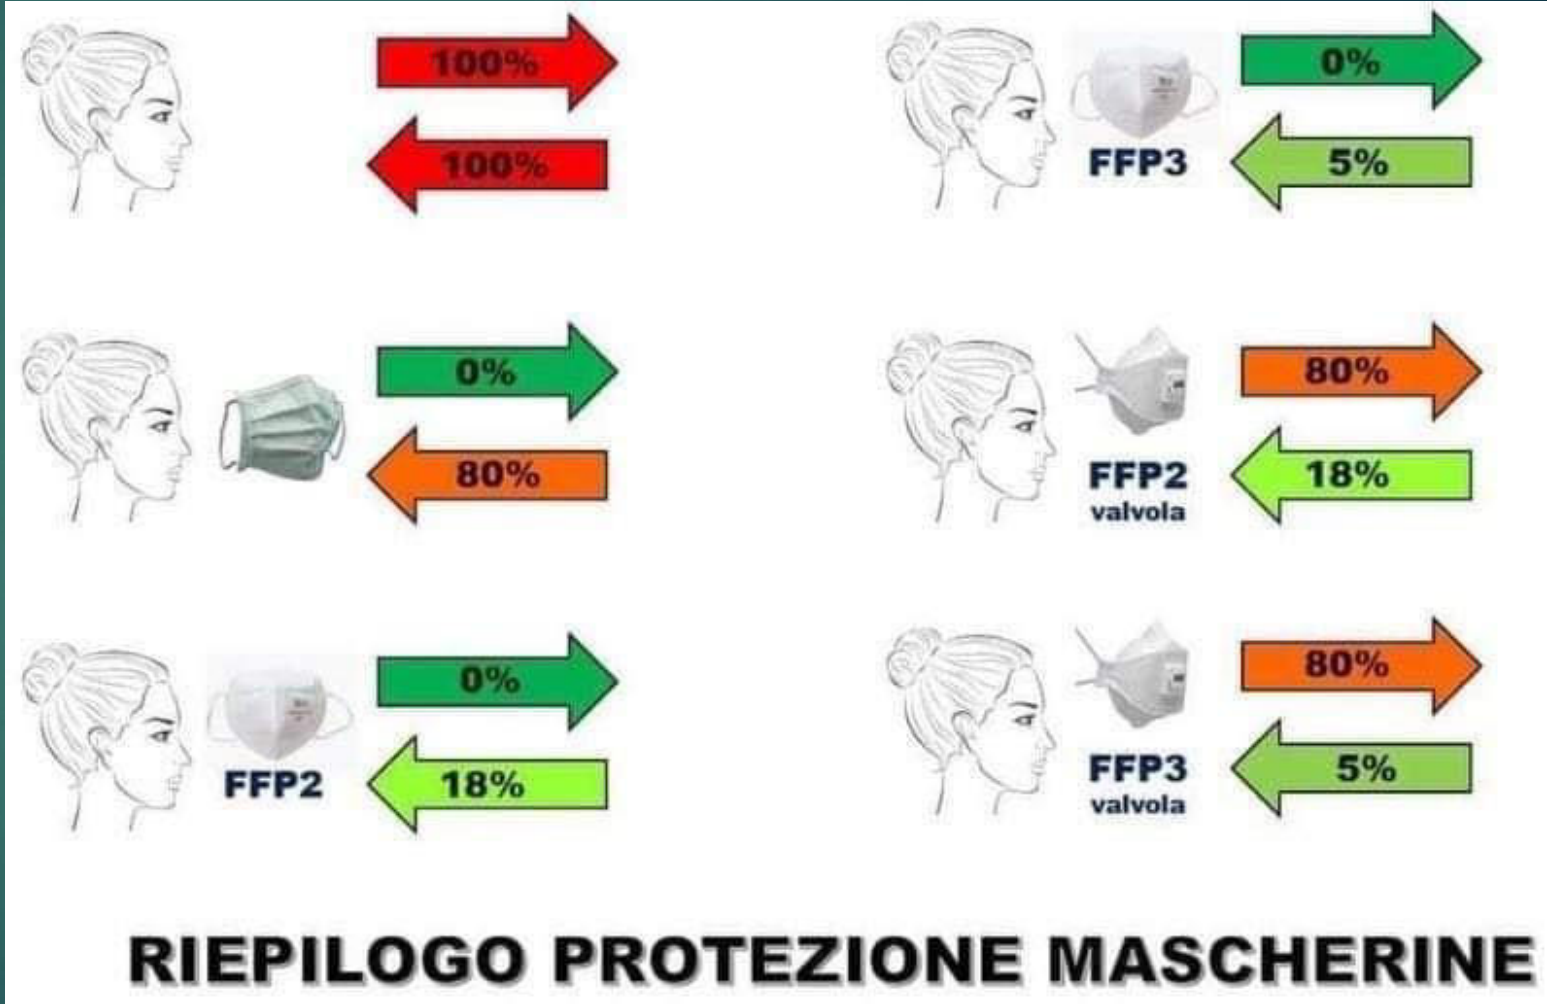 100%
100%
0%
80%
0%
FFP2
18%
0%
FFP3
5%
80%
FFP2
18%
valvola
80%
FFP3
5%
valvola
RIEPILOGO PROTEZIONE MASCHERINE